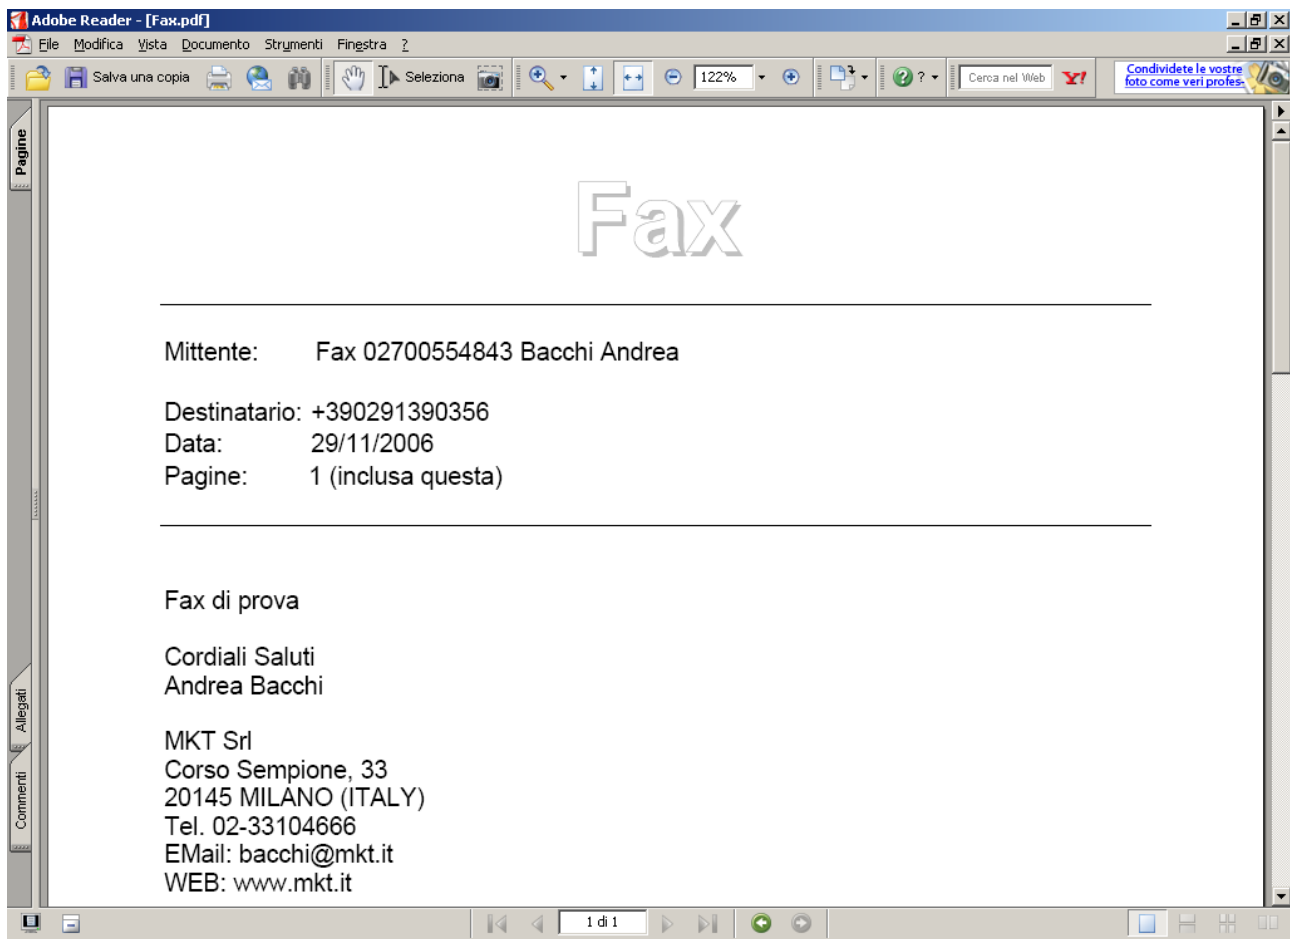 Adobe Reader - [Fax.pdf]
File Modifica Vista Documento Strumenti Finestra ?
Salva una copia Seleziona 122% ? Cerca nel Web Y! Condividete le vostre
foto come veri profes-
Pagine
Fax
Mittente: Fax 02700554843 Bacchi Andrea
Destinatario: +390291390356
Data: 29/11/2006
Pagine: 1 (inclusa questa)
Fax di prova
Cordiali Saluti
Andrea Bacchi
Allegati
MKT Srl
Corso Sempione, 33
20145 MILANO (ITALY)
Commenti
Tel. 02-33104666
EMail: bacchi@mkt.it
WEB: www.mkt.it
1 di 1